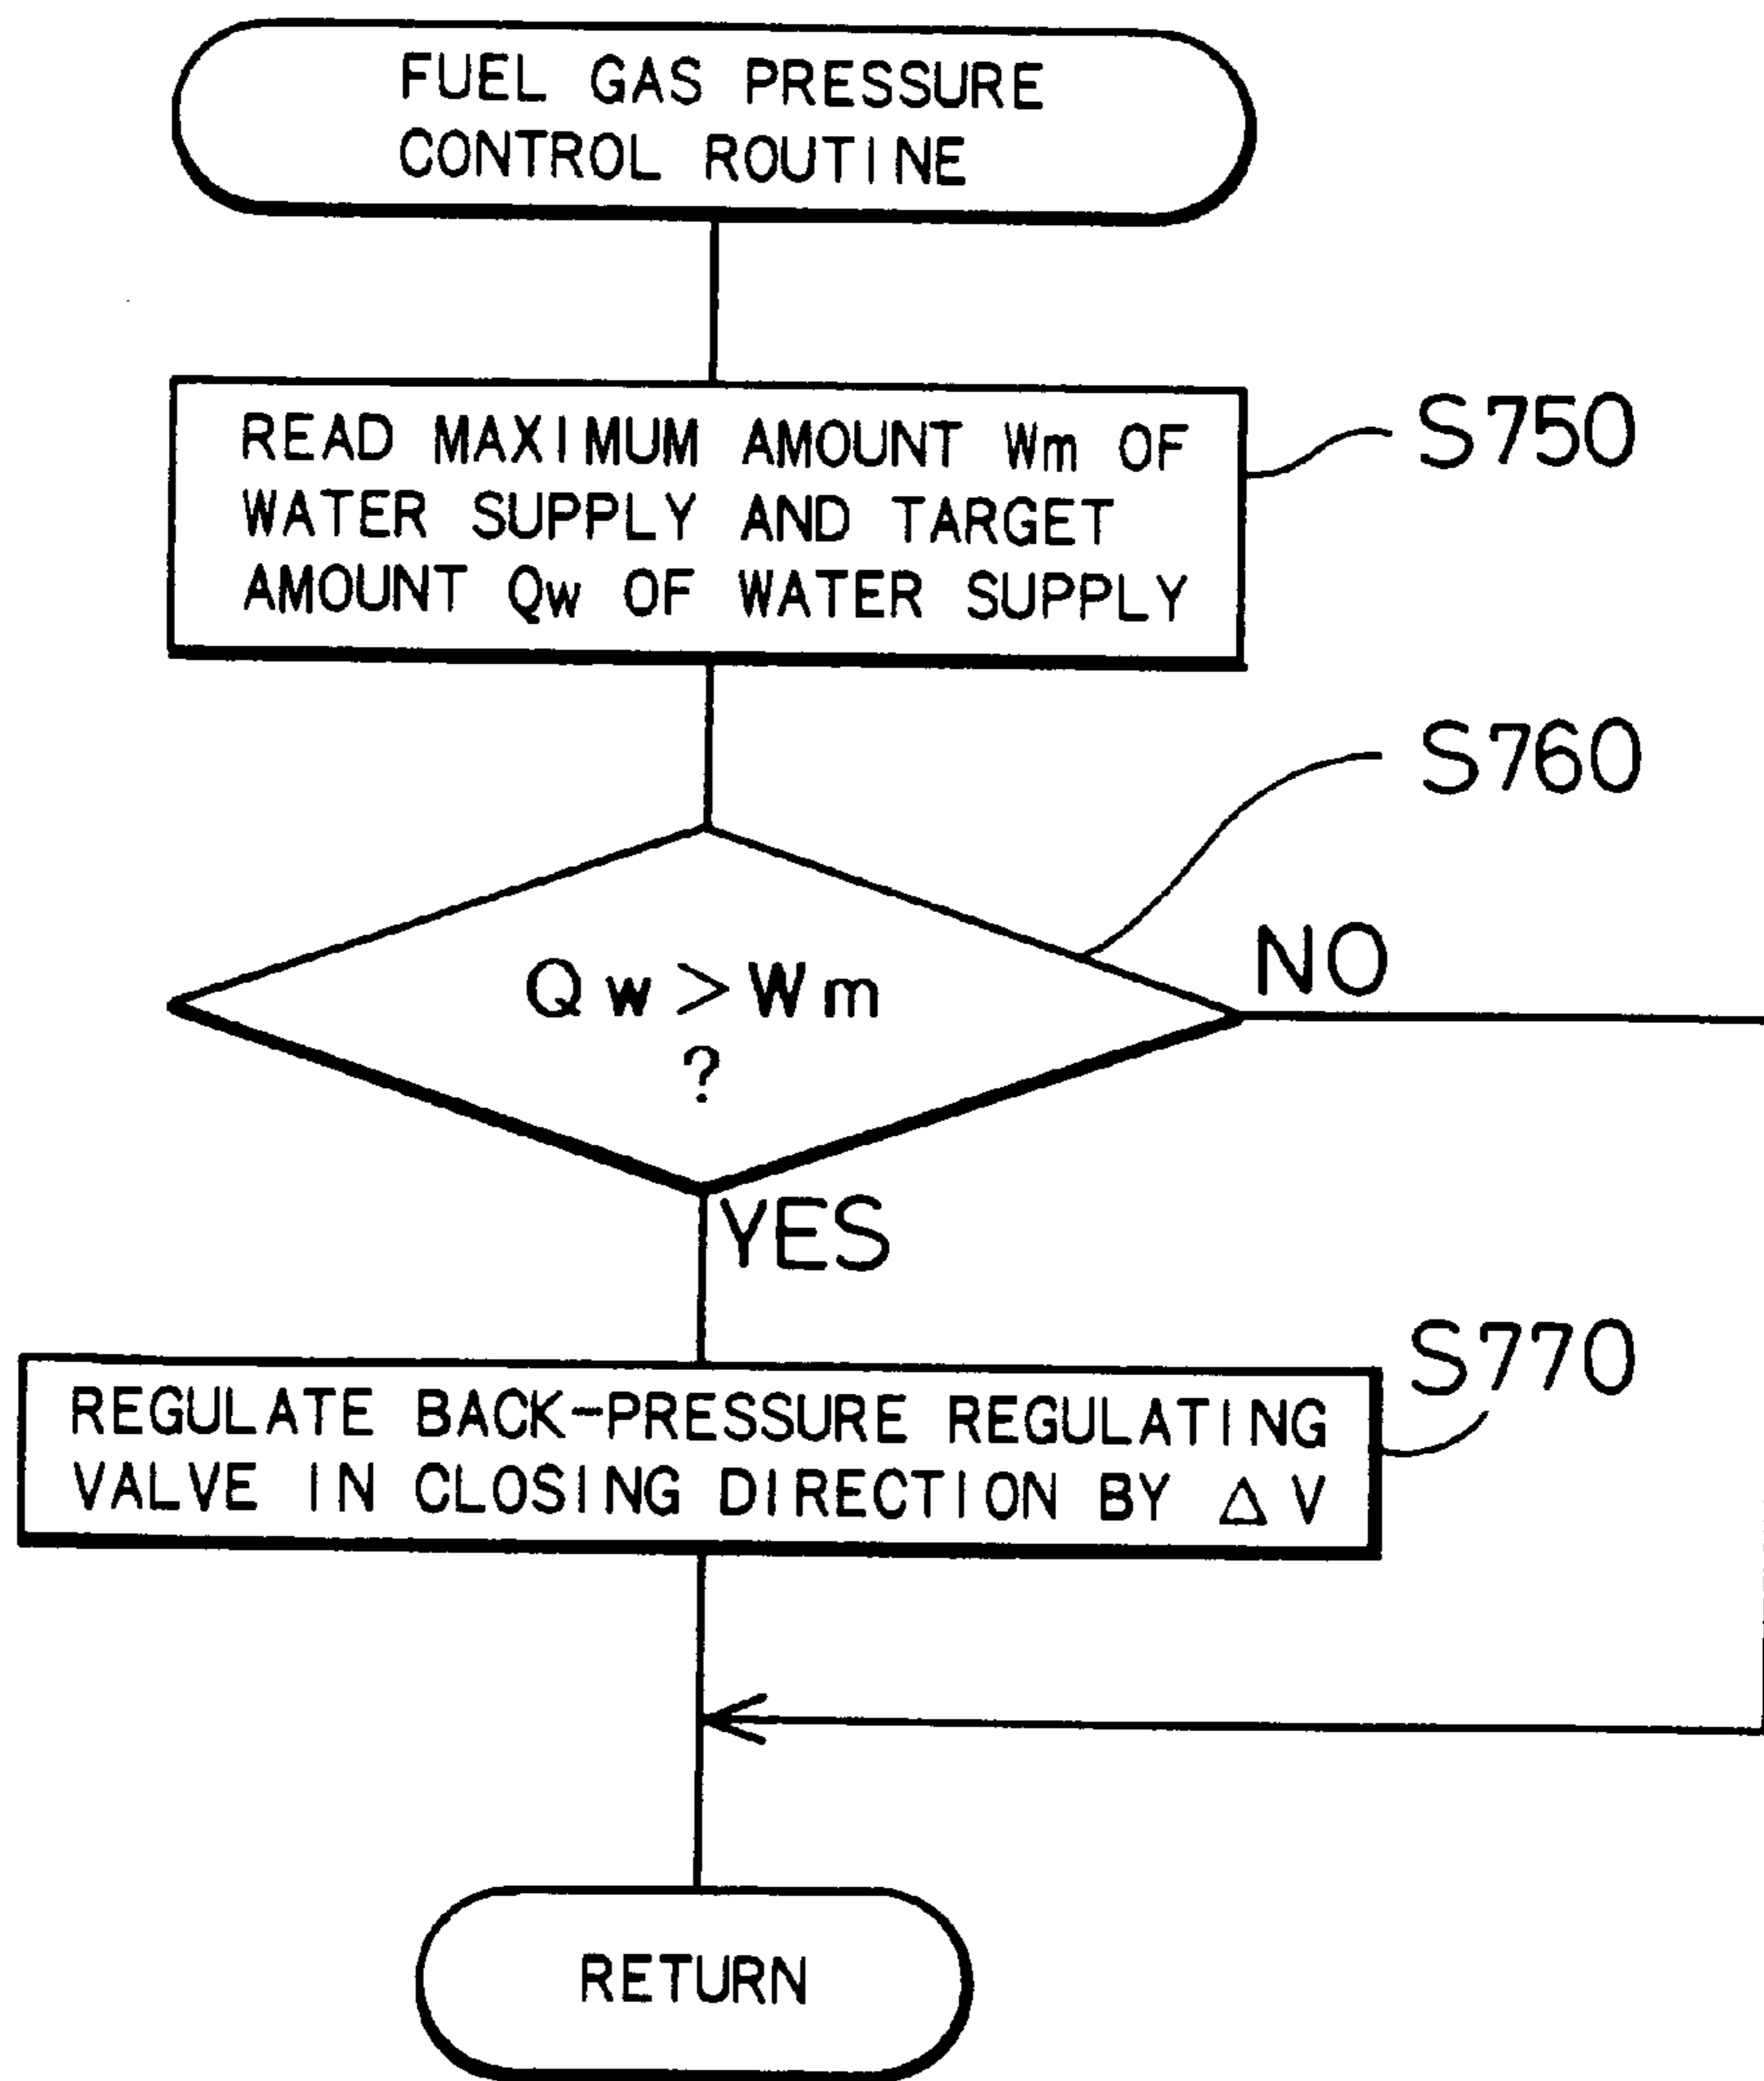 FUEL GAS PRESSURE
CONTROL ROUTINE
READ MAXIMUM AMOUNT Wm OF
WATER SUPPLY AND TARGET
AMOUNT Qw OF WATER SUPPLY
S750
S760
Qw>Wm
?
NO
YES
S770
REGULATE BACK-PRESSURE REGULATING
VALVE IN CLOSING DIRECTION BY ΔV
RETURN